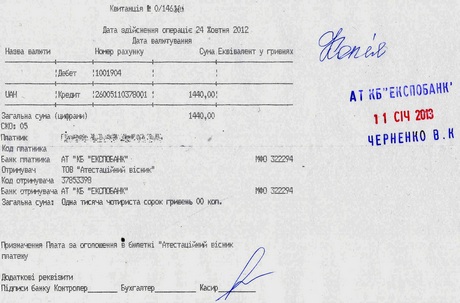 Квитанція № 0/1463/4
Дата здійснення операціє 24 Жовтня 2012
Дата валютування
Назва валюти Номер рахунку Сума Еквівалент у гривнях
Дебет 1001904
UAH Кредит 26005110378001 1440,00
Загальна сума (цифрами) 1440,00
СКО: 05
Платник
Код платника
Банк платника АТ "КБ "ЕКСПОБАНК" МФО 322294
Отримувач ТОВ "Атестаційний вісник"
Код отримувача 37853398
Банк отримувача АТ "КБ "ЕКСПОБАНК" МФО 322294
Загальна сума: Одна тисяча чотириста сорок гривень 00 коп.
Призначення Плата за оголошення в билетні "Атестаційний вісник
платежу
Додаткові реквізити
Підписи банку Контролер Бухгалтер Касир
Копія
АТ КБ"ЕКСПОБАНК"
11 СІЧ 2013
ЧЕРНЕНКО В.К